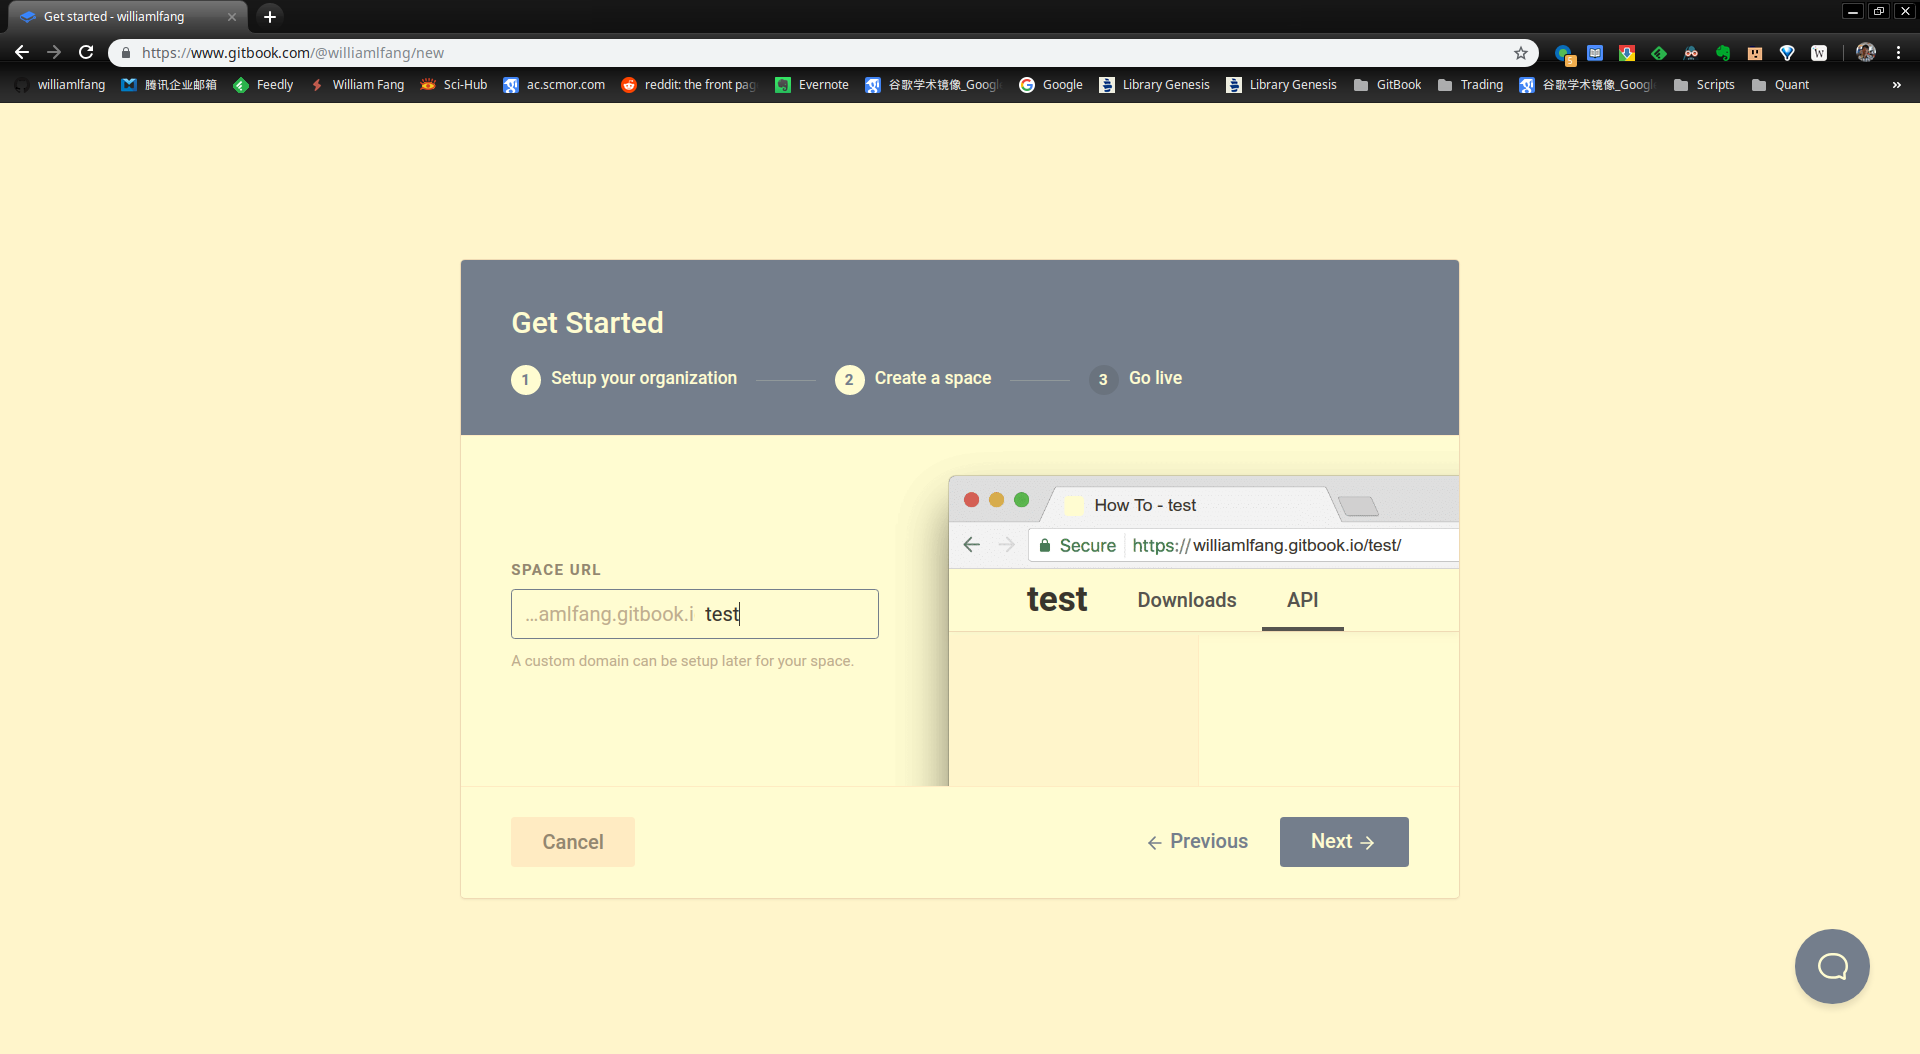 Get started - williamlfang
https://www.gitbook.com/@williamlfang/new
5
W
williamlfang
腾讯企业邮箱
Feedly
William Fang
Sci-Hub
ac.scmor.com
reddit: the front pag
Evernote
谷歌学术镜像_Googl
Google
Library Genesis
Library Genesis
GitBook
Trading
谷歌学术镜像_Googl
Scripts
Quant
»
Get Started
1 Setup your organization
2 Create a space
3 Go live
How To - test
Secure https://williamlfang.gitbook.io/test/
test Downloads API
SPACE URL
...amlfang.gitbook.i test
A custom domain can be setup later for your space.
Cancel
← Previous
Next →